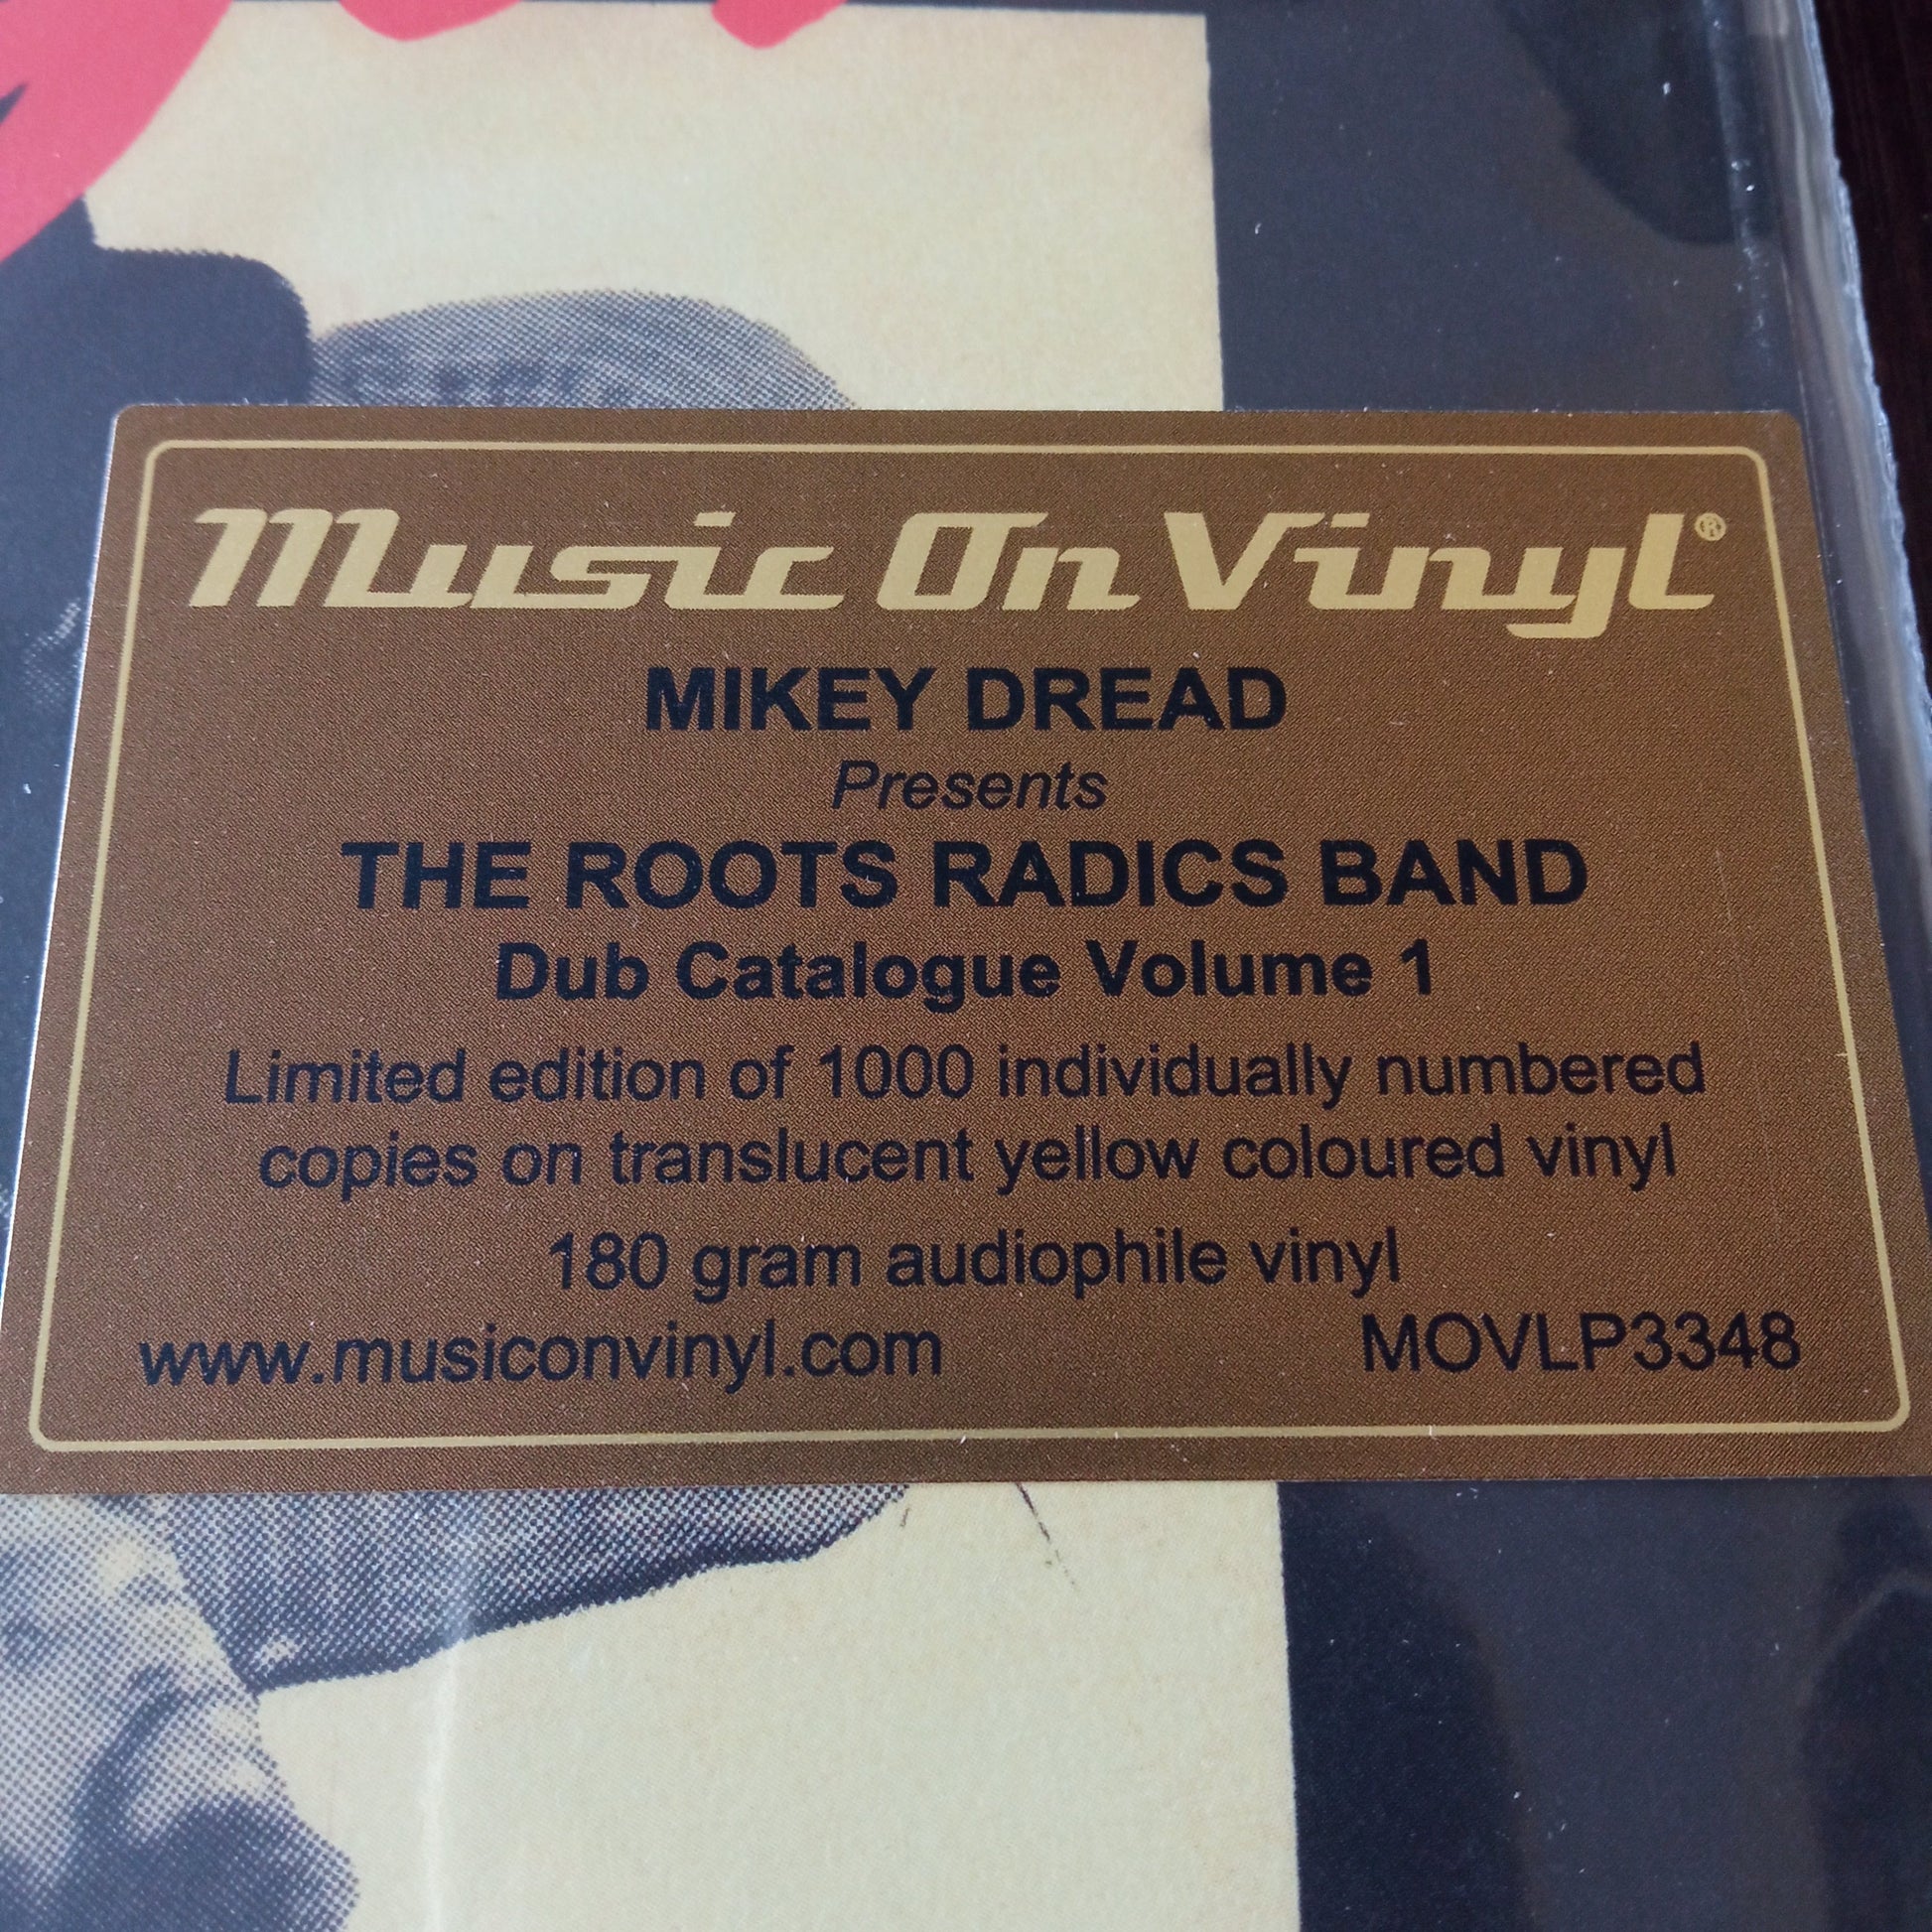 Music On Vinyl®
MIKEY DREAD
Presents
THE ROOTS RADICS BAND
Dub Catalogue Volume 1
Limited edition of 1000 individually numbered
copies on translucent yellow coloured vinyl
180 gram audiophile vinyl
www.musiconvinyl.com MOVLP3348